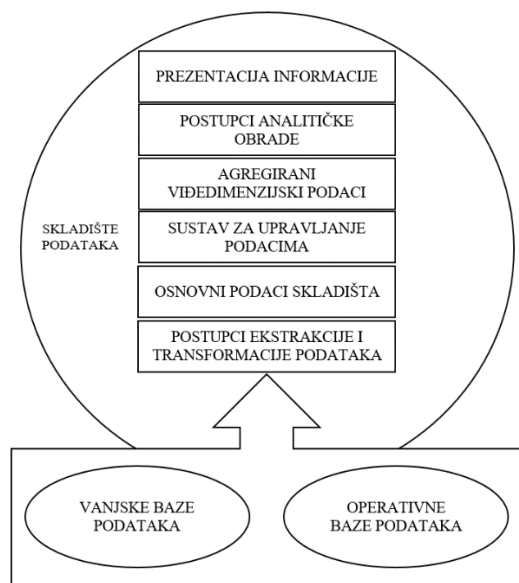 PREZENTACIJA INFORMACIJE
POSTUPCI ANALITIČKE
OBRADE
AGREGIRANI
VIĐEDIMENZIJSKI PODACI
SKLADIŠTE
PODATAKA
SUSTAV ZA UPRAVLJANJE
PODACIMA
OSNOVNI PODACI SKLADIŠTA
POSTUPCI EKSTRAKCIJE I
TRANSFORMACIJE PODATAKA
VANJSKE BAZE
PODATAKA
OPERATIVNE
BAZE PODATAKA